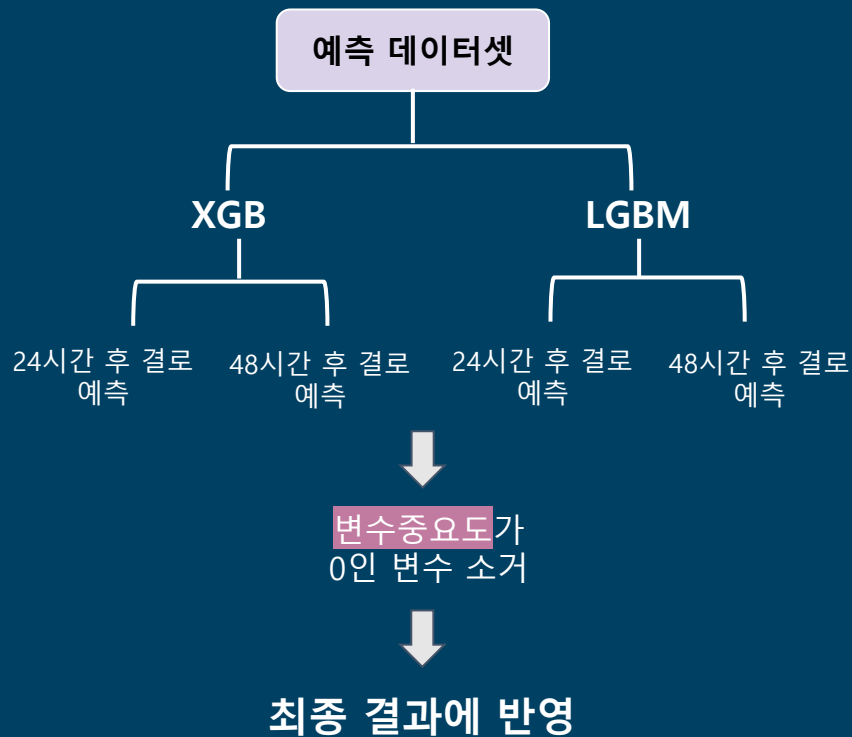 예측 데이터셋
XGB
LGBM
24시간 후 결로
예측
48시간 후 결로
예측
24시간 후 결로
예측
48시간 후 결로
예측
변수중요도가
0인 변수 소거
최종 결과에 반영